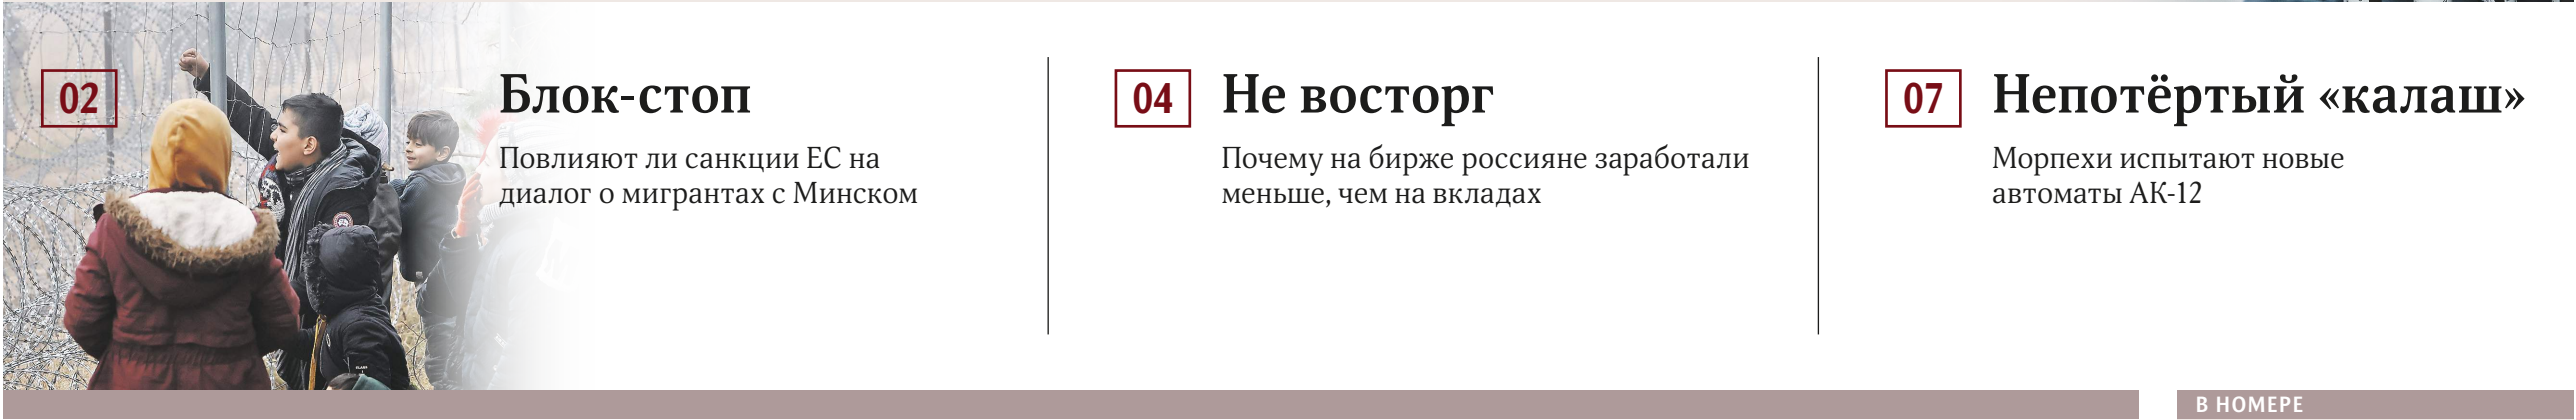 02
Блок-стоп
Повлияют ли санкции ЕС на
диалог о мигрантах с Минском
04
Не восторг
Почему на бирже россияне заработали
меньше, чем на вкладах
07
Непотёртый «калаш»
Морпехи испытают новые
автоматы АК-12
В НОМЕРЕ